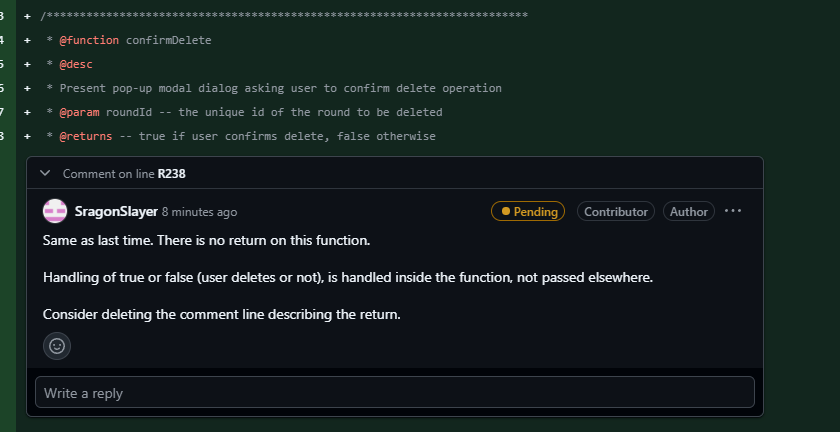 3 + /*************************************************************************
4 + * @function confirmDelete
5 + * @desc
6 + * Present pop-up modal dialog asking user to confirm delete operation
7 + * @param roundId -- the unique id of the round to be deleted
8 + * @returns -- true if user confirms delete, false otherwise
Comment on line R238
SragonSlayer 8 minutes ago Pending Contributor Author ...
Same as last time. There is no return on this function.
Handling of true or false (user deletes or not), is handled inside the function, not passed elsewhere.
Consider deleting the comment line describing the return.
Write a reply